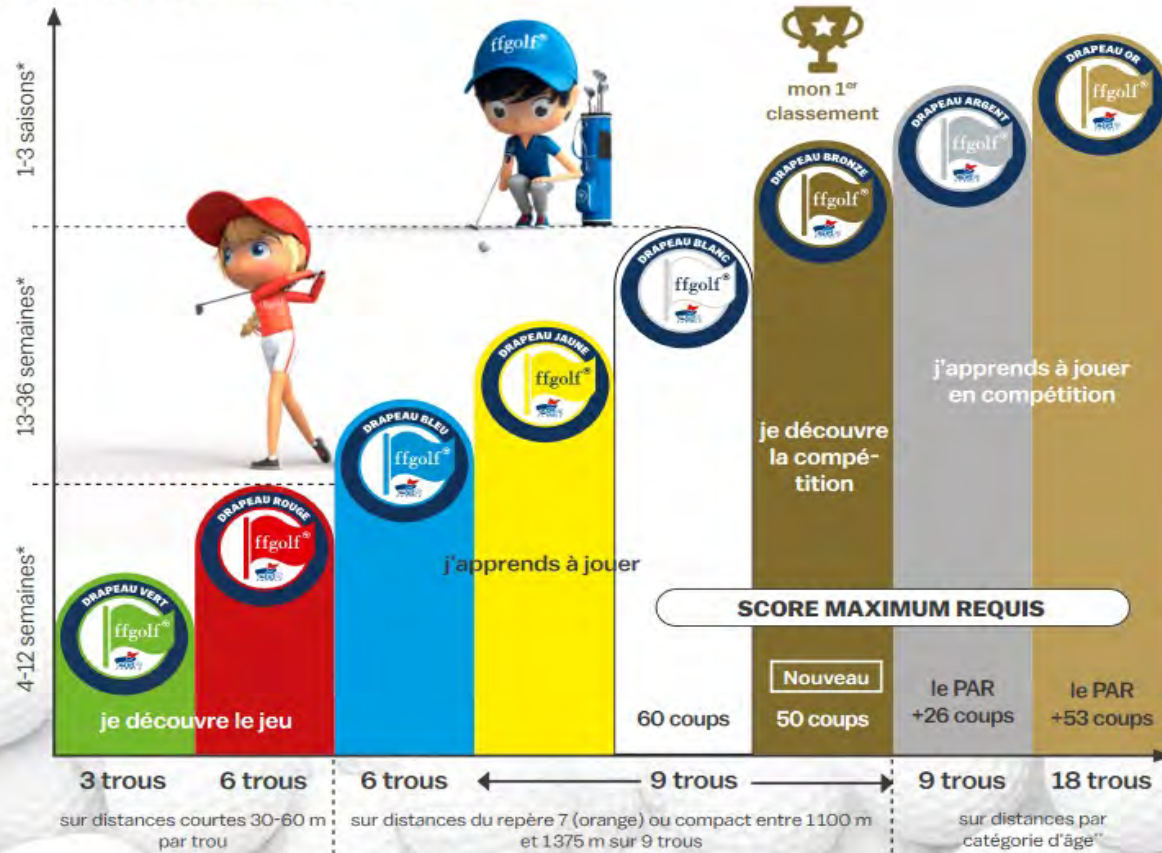 1-3 saisons*
13-36 semaines*
4-12 semaines*
ffgolf®
mon 1er
classement
DRAPEAU VERT
ffgolf®
DRAPEAU ROUGE
ffgolf®
DRAPEAU BLEU
ffgolf®
DRAPEAU JAUNE
ffgolf®
DRAPEAU BLANC
ffgolf®
DRAPEAU BRONZE
ffgolf®
DRAPEAU ARGENT
ffgolf®
DRAPEAU OR
ffgolf®
je découvre le jeu
j'apprends à jouer
je découvre
la compé-
tition
j'apprends à jouer
en compétition
SCORE MAXIMUM REQUIS
60 coups
Nouveau
50 coups
le PAR
+26 coups
le PAR
+53 coups
3 trous
6 trous
6 trous
9 trous
9 trous
18 trous
sur distances courtes 30-60 m
par trou
sur distances du repère 7 (orange) ou compact entre 1100 m
et 1375 m sur 9 trous
sur distances par
catégorie d'âge**